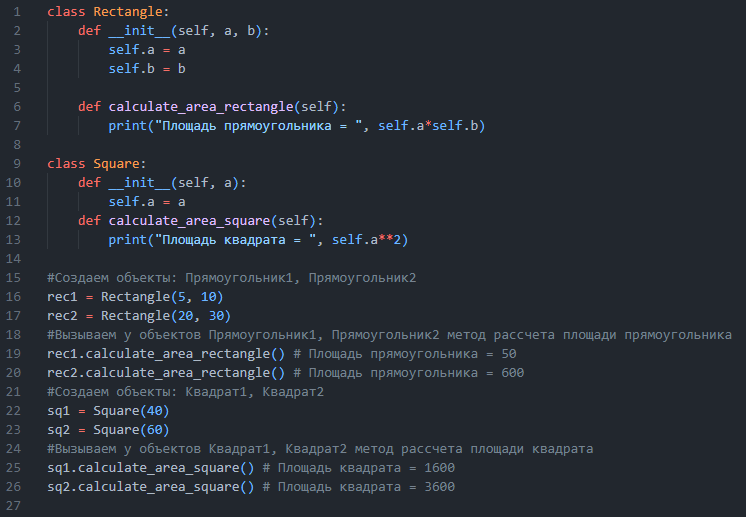 1 class Rectangle:
2     def __init__(self, a, b):
3         self.a = a
4         self.b = b
5
6     def calculate_area_rectangle(self):
7         print("Площадь прямоугольника = ", self.a*self.b)
8
9 class Square:
10     def __init__(self, a):
11         self.a = a
12     def calculate_area_square(self):
13         print("Площадь квадрата = ", self.a**2)
14
15 #Создаем объекты: Прямоугольник1, Прямоугольник2
16 rec1 = Rectangle(5, 10)
17 rec2 = Rectangle(20, 30)
18 #Вызываем у объектов Прямоугольник1, Прямоугольник2 метод рассчета площади прямоугольника
19 rec1.calculate_area_rectangle() # Площадь прямоугольника = 50
20 rec2.calculate_area_rectangle() # Площадь прямоугольника = 600
21 #Создаем объекты: Квадрат1, Квадрат2
22 sq1 = Square(40)
23 sq2 = Square(60)
24 #Вызываем у объектов Квадрат1, Квадрат2 метод рассчета площади квадрата
25 sq1.calculate_area_square() # Площадь квадрата = 1600
26 sq2.calculate_area_square() # Площадь квадрата = 3600
27